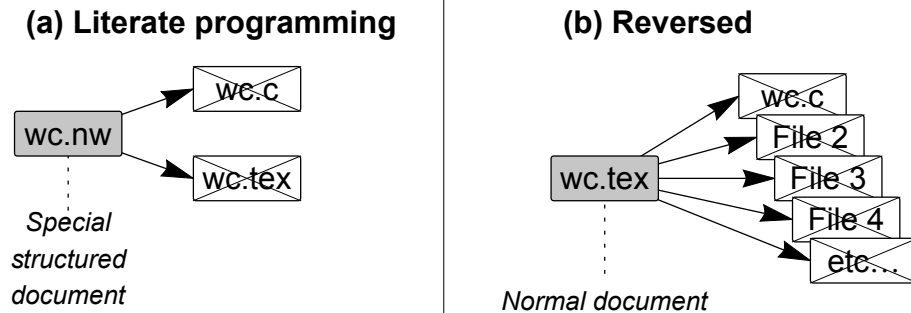 (a) Literate programming
wc.nw
wc.c
wc.tex
Special
structured
document
(b) Reversed
wc.tex
wc.c
File 2
File 3
File 4
etc...
Normal document